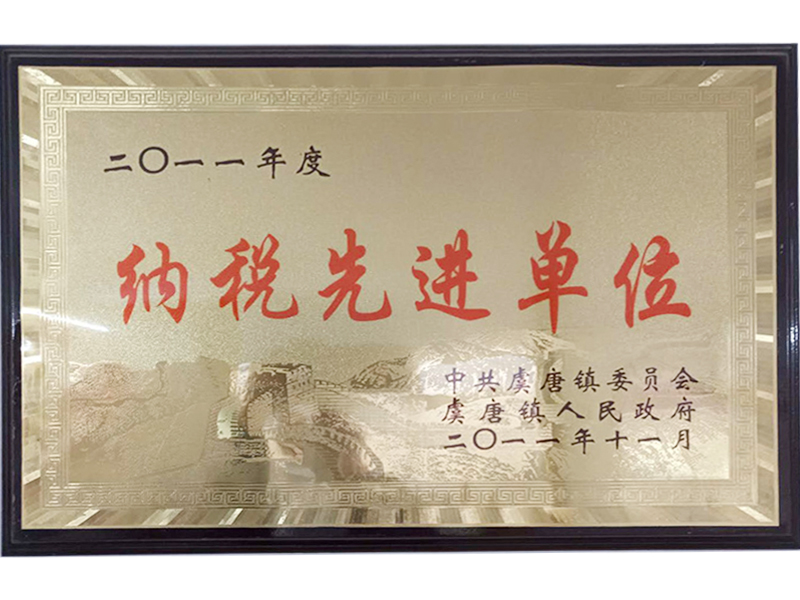 二〇一一年度
纳税先进单位
中共虞唐镇委员会
虞唐镇人民政府
二〇一一年十一月